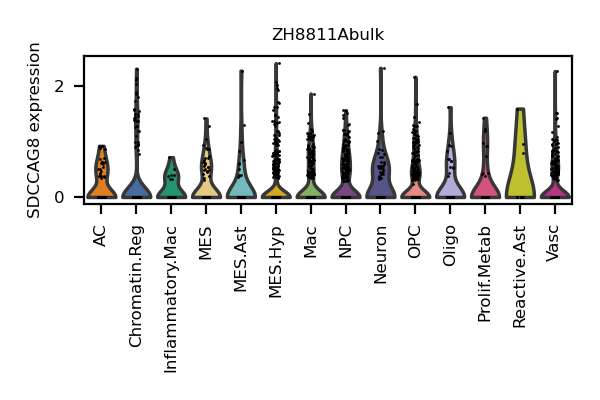 ZH8811Abulk
SDCCAG8 expression
2
0
AC
Chromatin.Reg
Inflammatory.Mac
MES
MES.Ast
MES.Hyp
Mac
NPC
Neuron
OPC
Oligo
Prolif.Metab
Reactive.Ast
Vasc